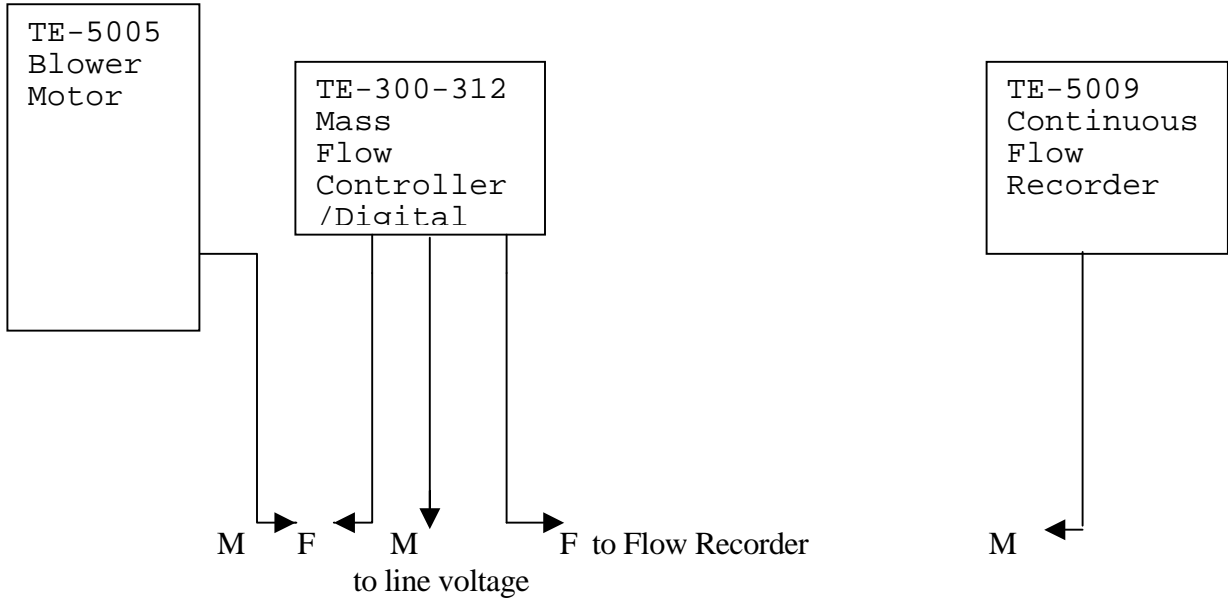 TE-5005
Blower
Motor
TE-300-312
Mass
Flow
Controller
/Digital
TE-5009
Continuous
Flow
Recorder
M F M F to Flow Recorder M
to line voltage